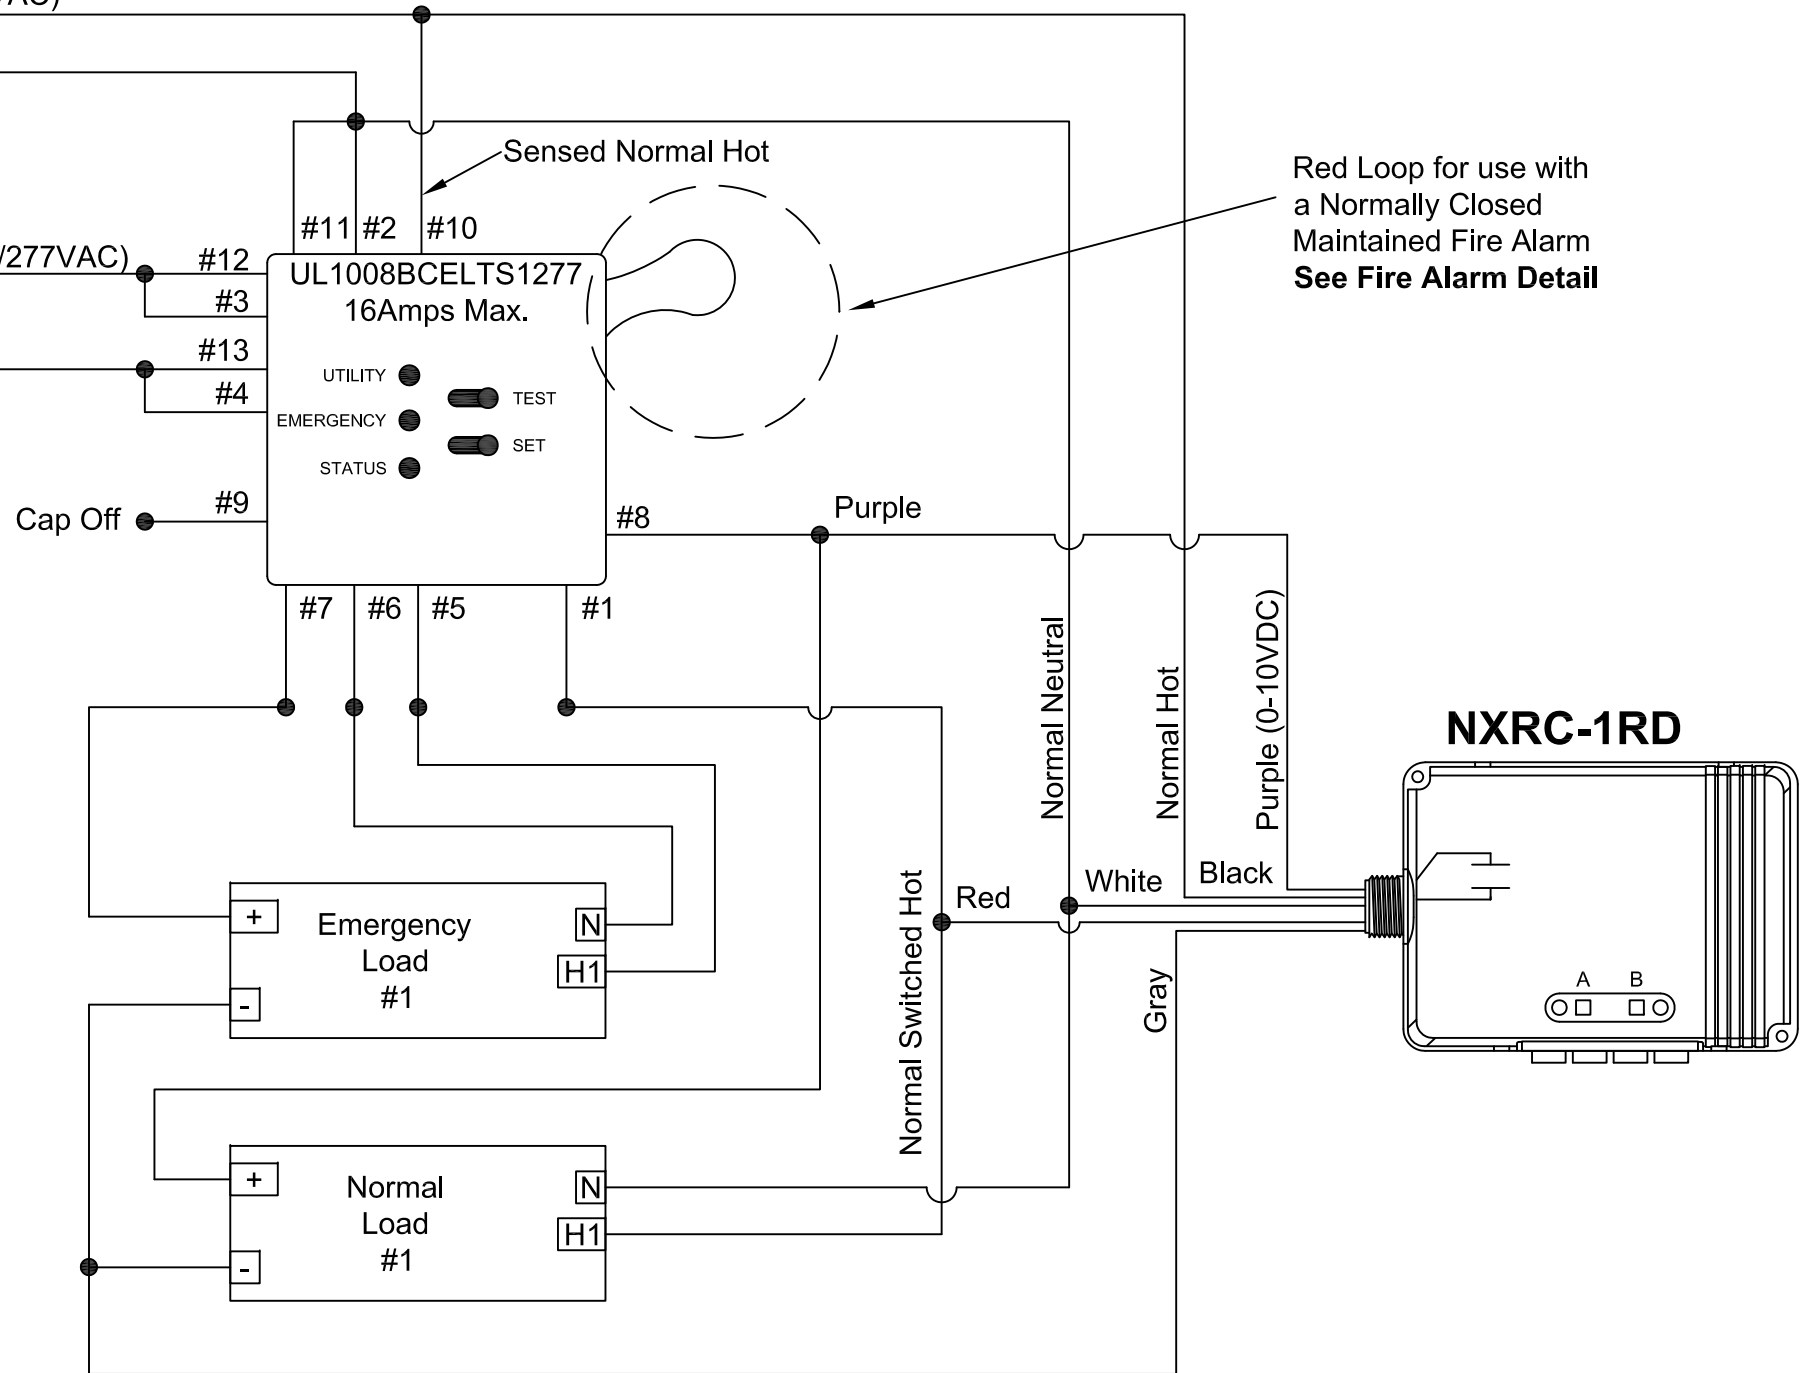 Sensed Normal Hot
Red Loop for use with
a Normally Closed
Maintained Fire Alarm
See Fire Alarm Detail
#11 #2 #10
/277VAC)
#12
#3
#13
#4
#9
Cap Off
UL1008BCELTS1277
16Amps Max.
UTILITY
TEST
EMERGENCY
SET
STATUS
#8
Purple
#7 #6 #5 #1
Normal Neutral
Normal Hot
Purple (0-10VDC)
NXRC-1RD
Red
White
Black
Normal Switched Hot
Gray
A B
+
Emergency
Load
#1
N
H1
-
+
Normal
Load
#1
N
H1
-